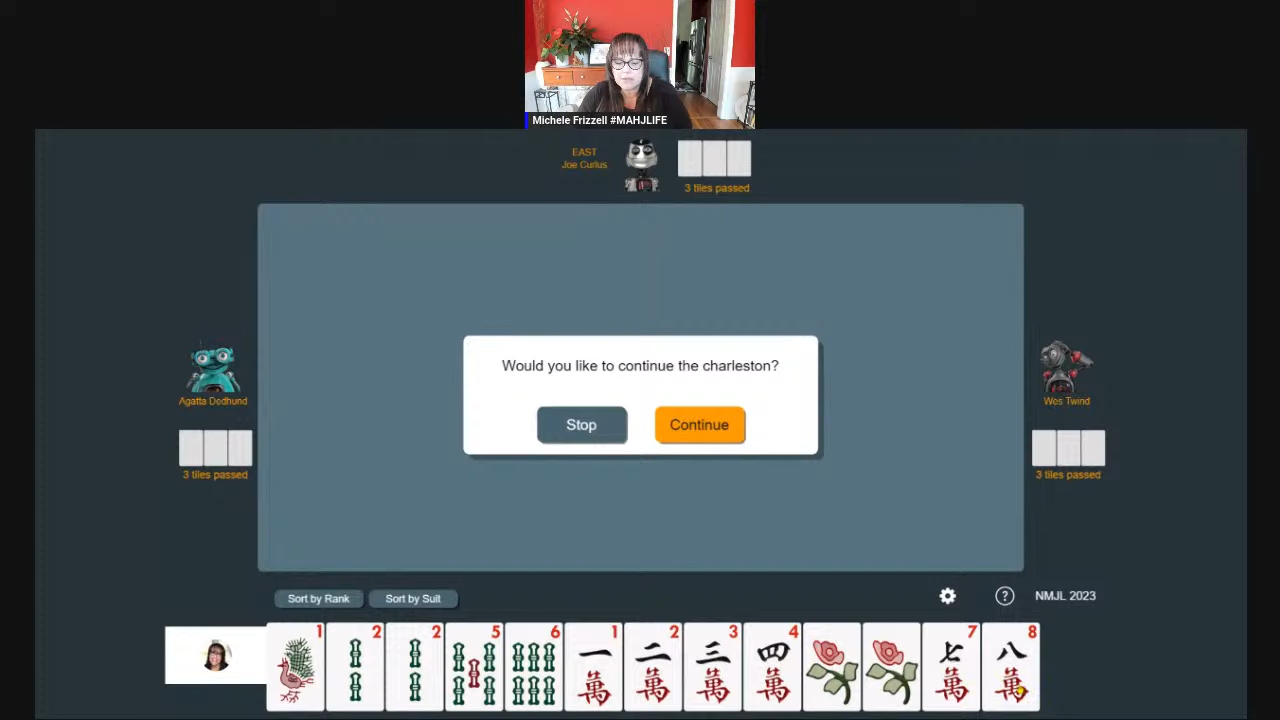 Michele Frizzell #MAHJLIFE
EAST
Joe Curlus
3 tiles passed
Would you like to continue the charleston?
Stop
Continue
Agatta Dedhund
3 tiles passed
Wes Twind
3 tiles passed
Sort by Rank
Sort by Suit
?
NMJL 2023
1 2 2 5 6 1 2 3 4 7 8
一 二 三 四 七 八
萬 萬 萬 萬 萬 萬